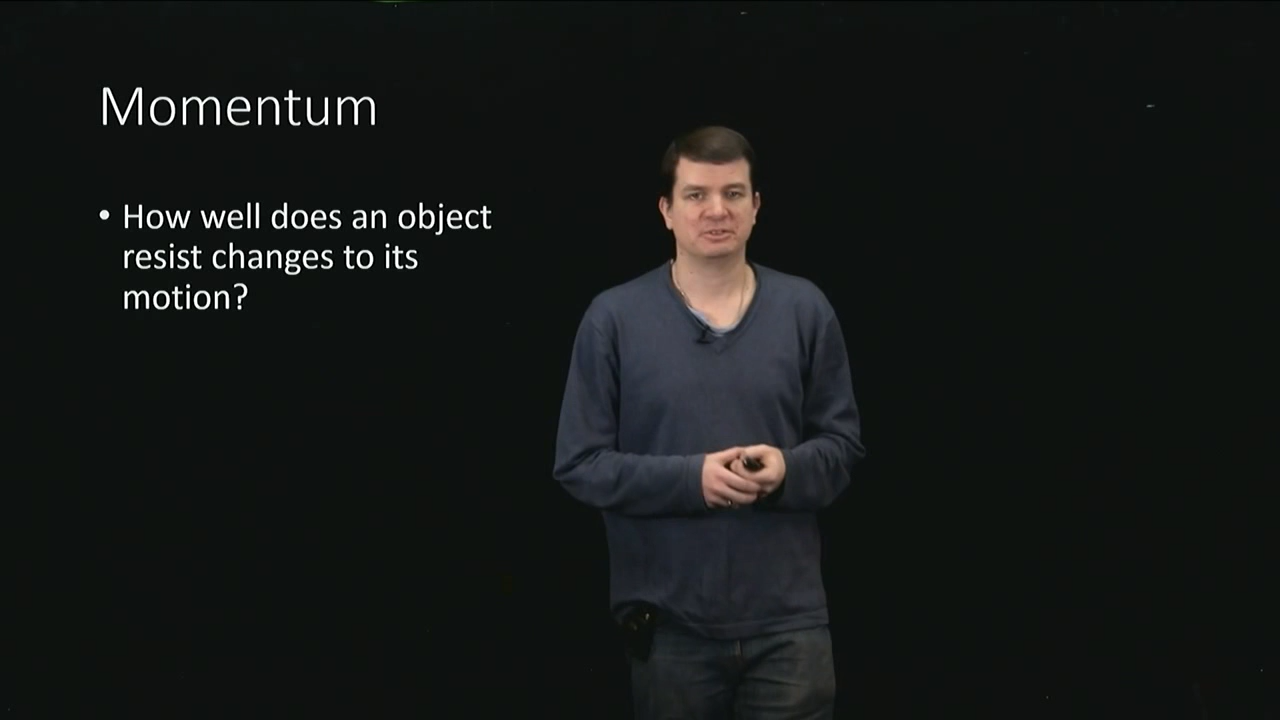 Momentum
• How well does an object
resist changes to its
motion?